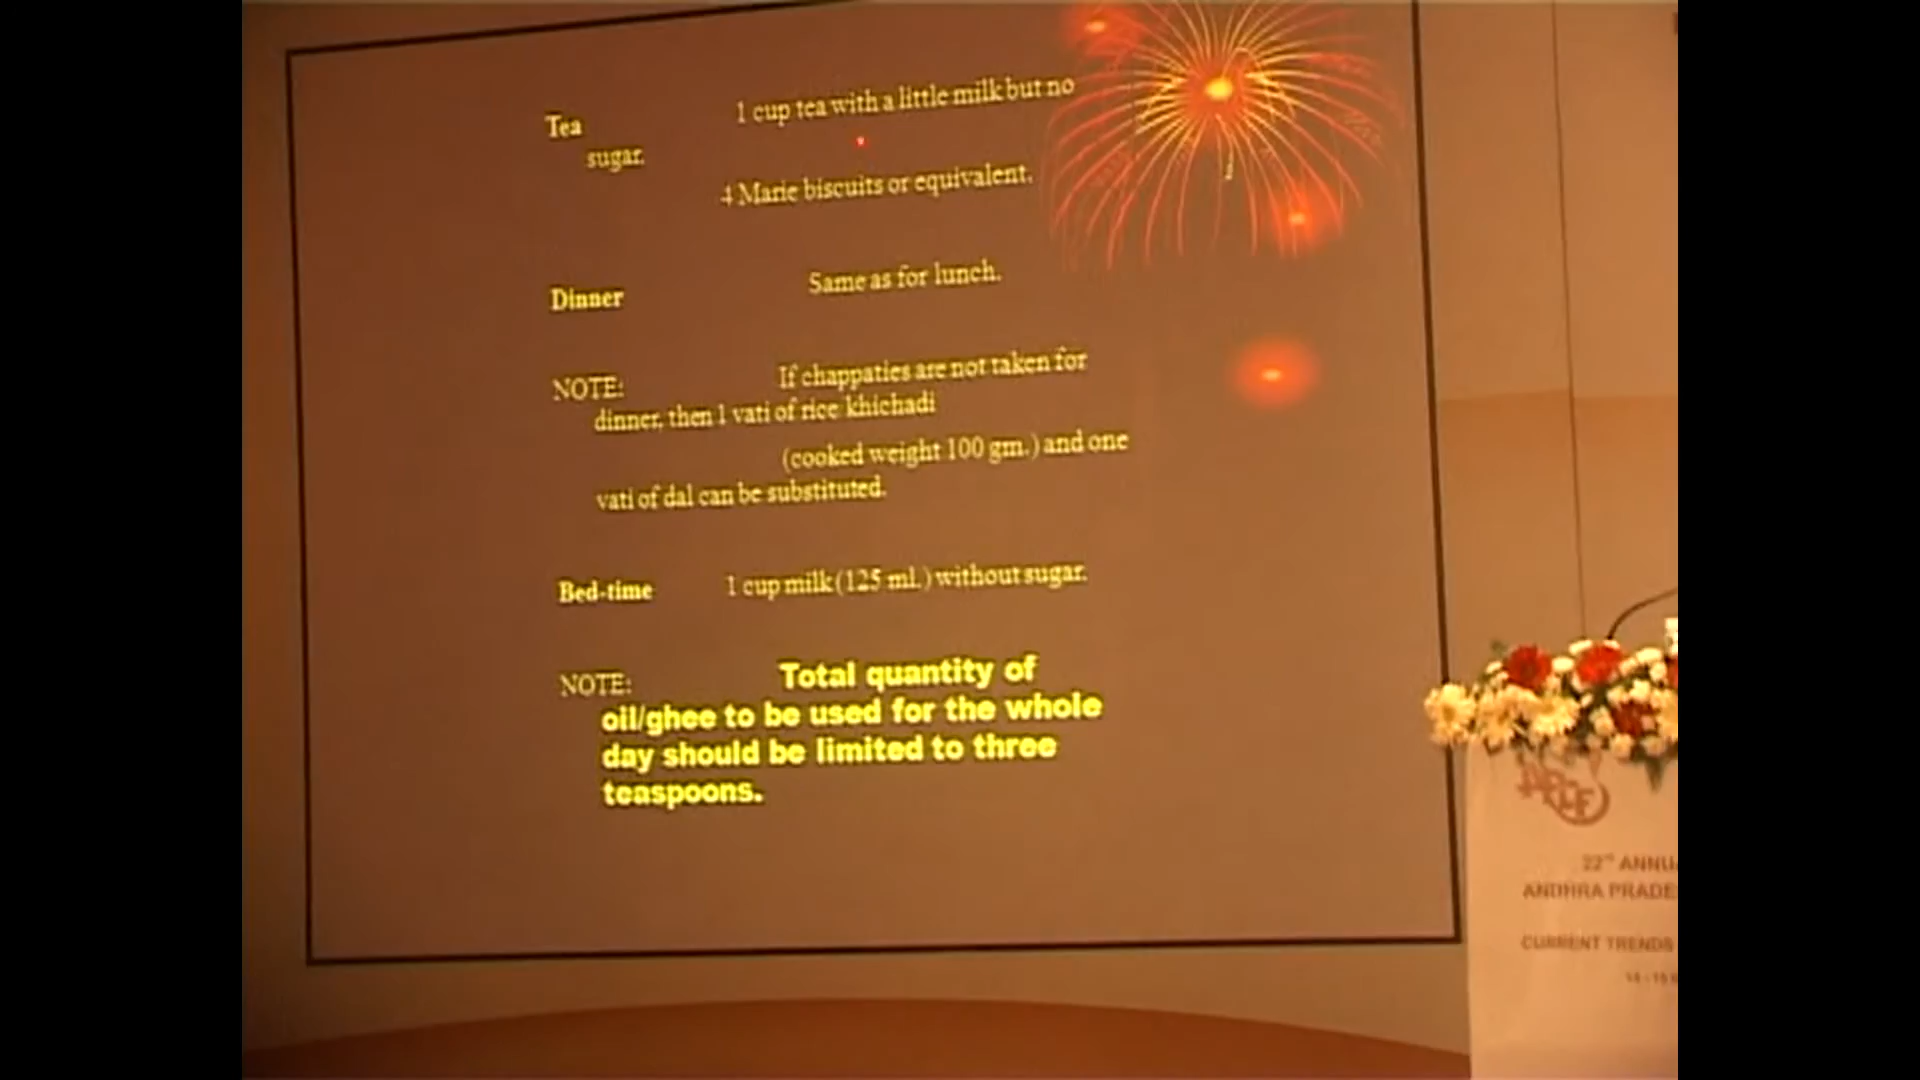 Tea 1 cup tea with a little milk but no
sugar.
4 Marie biscuits or equivalent.
Dinner Same as for lunch.
NOTE: If chappaties are not taken for
dinner, then 1 vati of rice khichadi
(cooked weight 100 gm.) and one
vati of dal can be substituted.
Bed-time 1 cup milk (125 ml.) without sugar.
NOTE: Total quantity of
oil/ghee to be used for the whole
day should be limited to three
teaspoons.
22nd ANNU
ANDHRA PRADE
CURRENT TRENDS